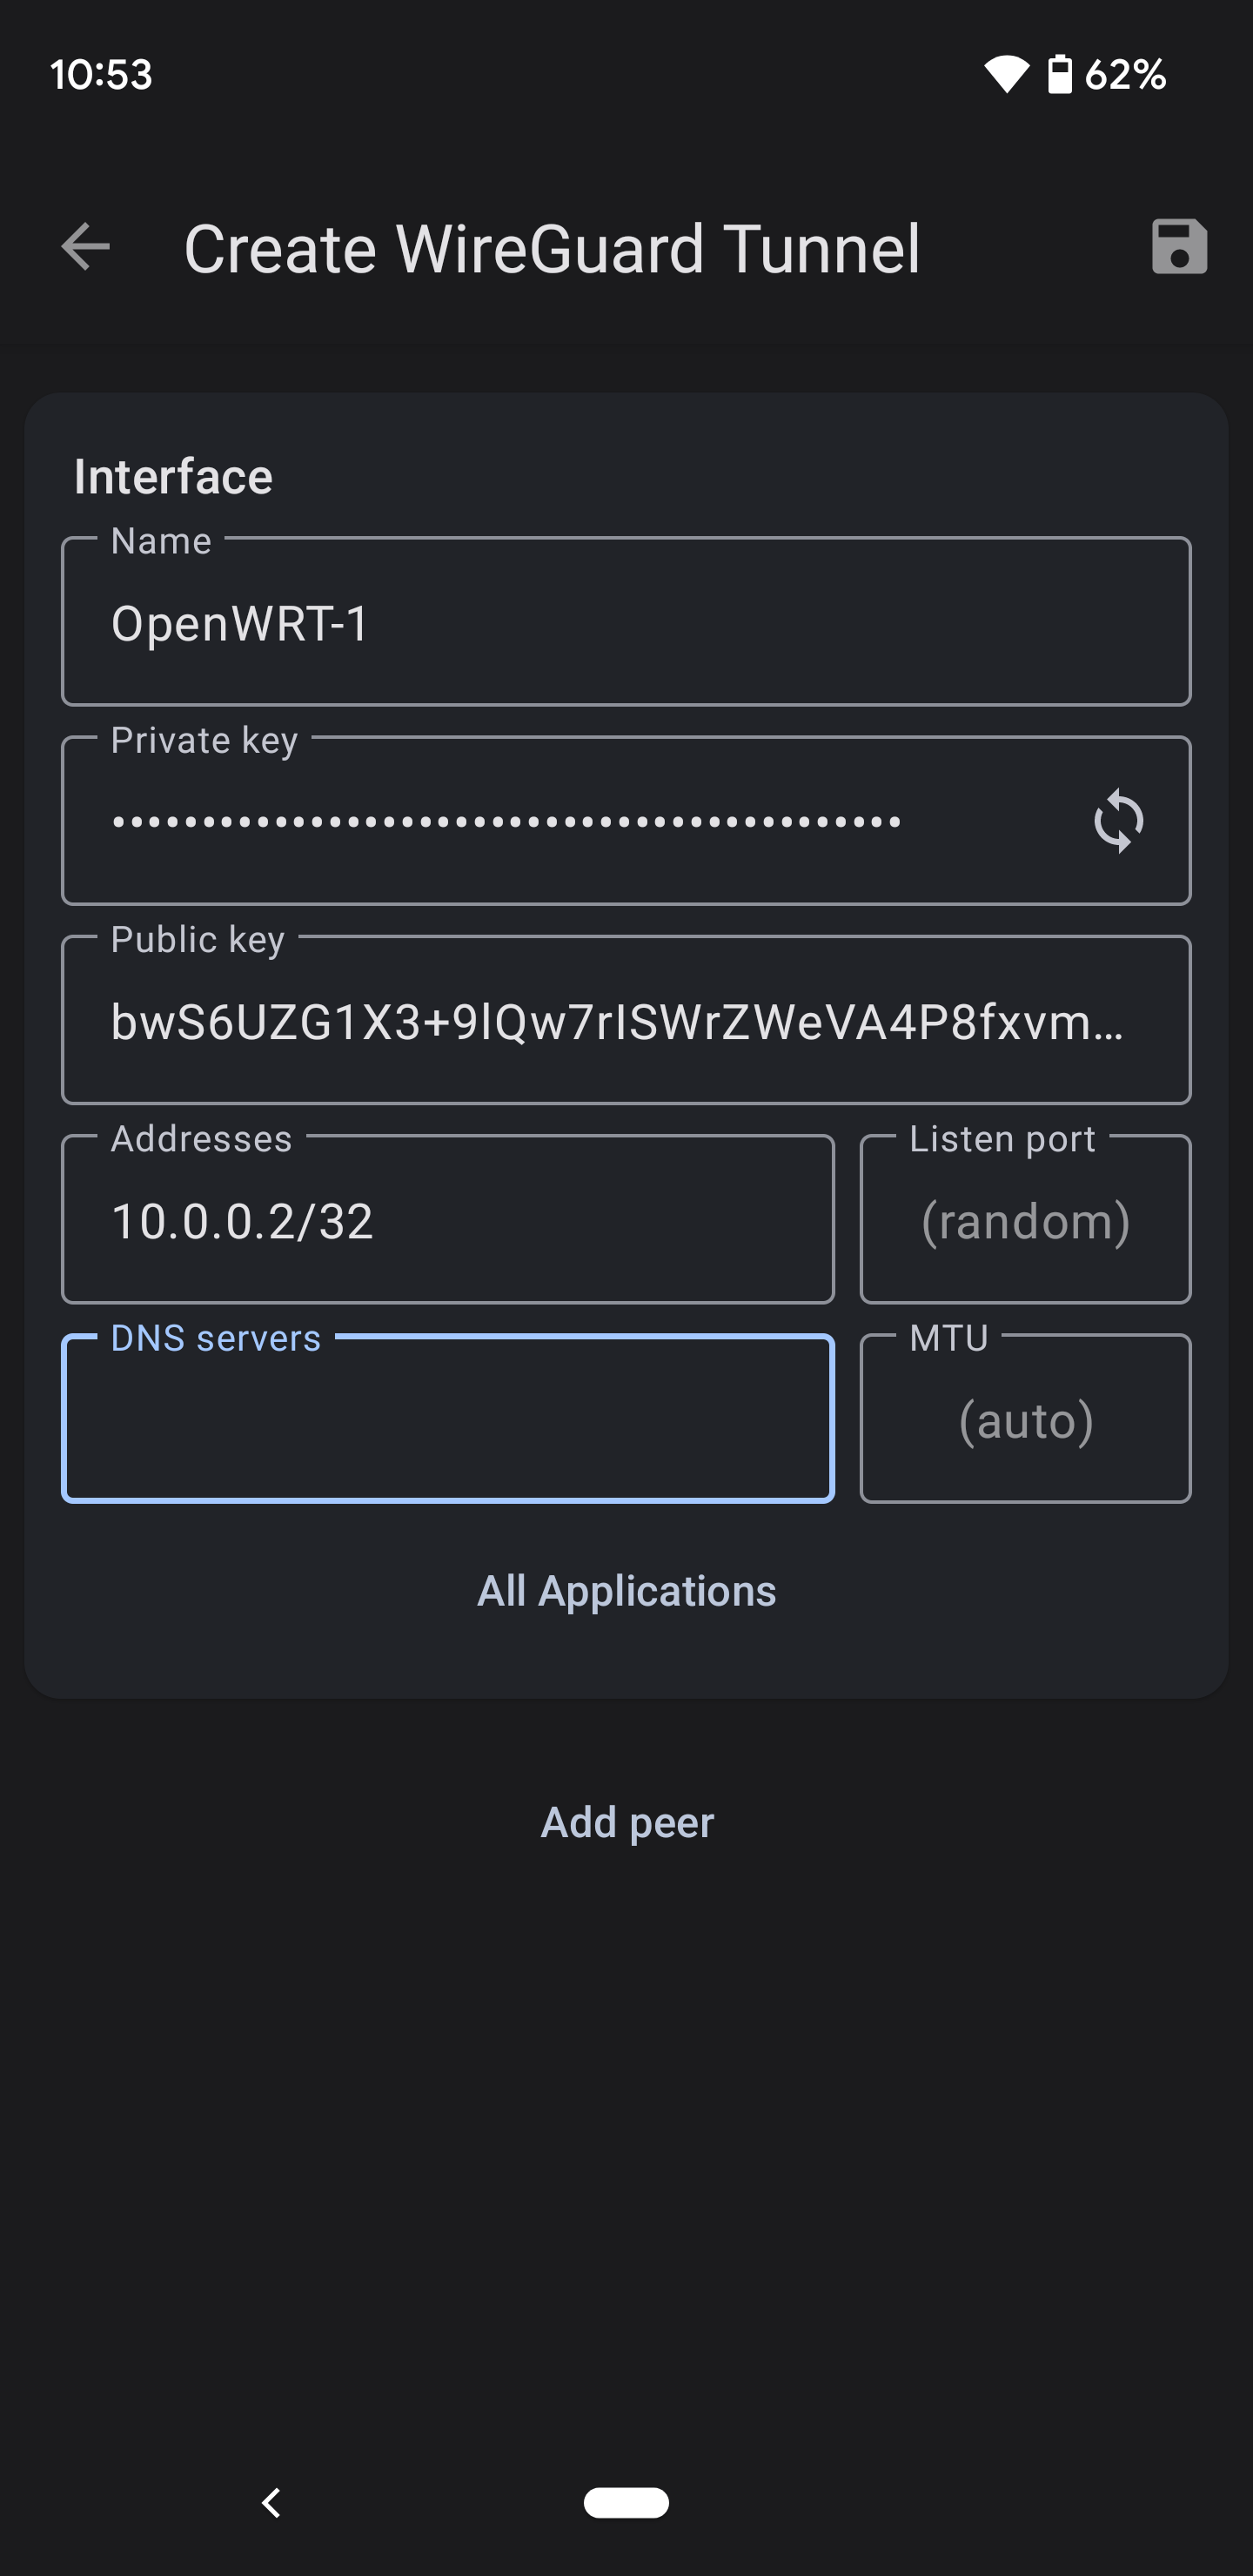 10:53
62%
Create WireGuard Tunnel
Interface
Name
OpenWRT-1
Private key
••••••••••••••••••••••••••••••••••••••••••••
Public key
bwS6UZG1X3+9lQw7rISWrZWeVA4P8fxvm…
Addresses
10.0.0.2/32
Listen port
(random)
DNS servers
MTU
(auto)
All Applications
Add peer